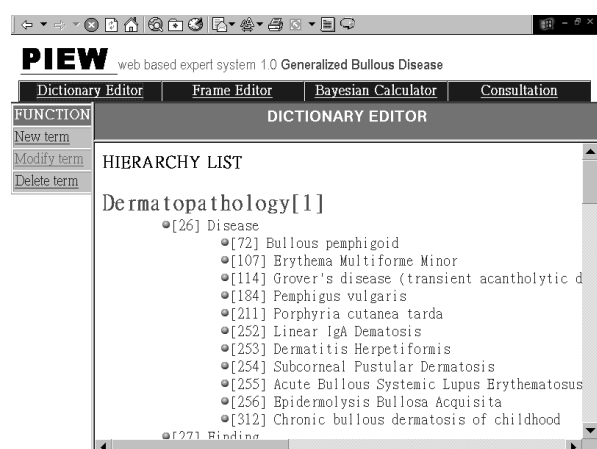 PIEW web based expert system 1.0 Generalized Bullous Disease
Dictionary Editor Frame Editor Bayesian Calculator Consultation
FUNCTION
New term
Modify term
Delete term
DICTIONARY EDITOR
HIERARCHY LIST
Dermatopathology[1]
[26] Disease
[72] Bullous pemphigoid
[107] Erythema Multiforme Minor
[114] Grover's disease (transient acantholytic d
[184] Pemphigus vulgaris
[211] Porphyria cutanea tarda
[252] Linear IgA Dematosis
[253] Dermatitis Herpetiformis
[254] Subcorneal Pustular Dermatosis
[255] Acute Bullous Systemic Lupus Erythematosus
[256] Epidermolysis Bullosa Acquisita
[312] Chronic bullous dermatosis of childhood
[27] Finding